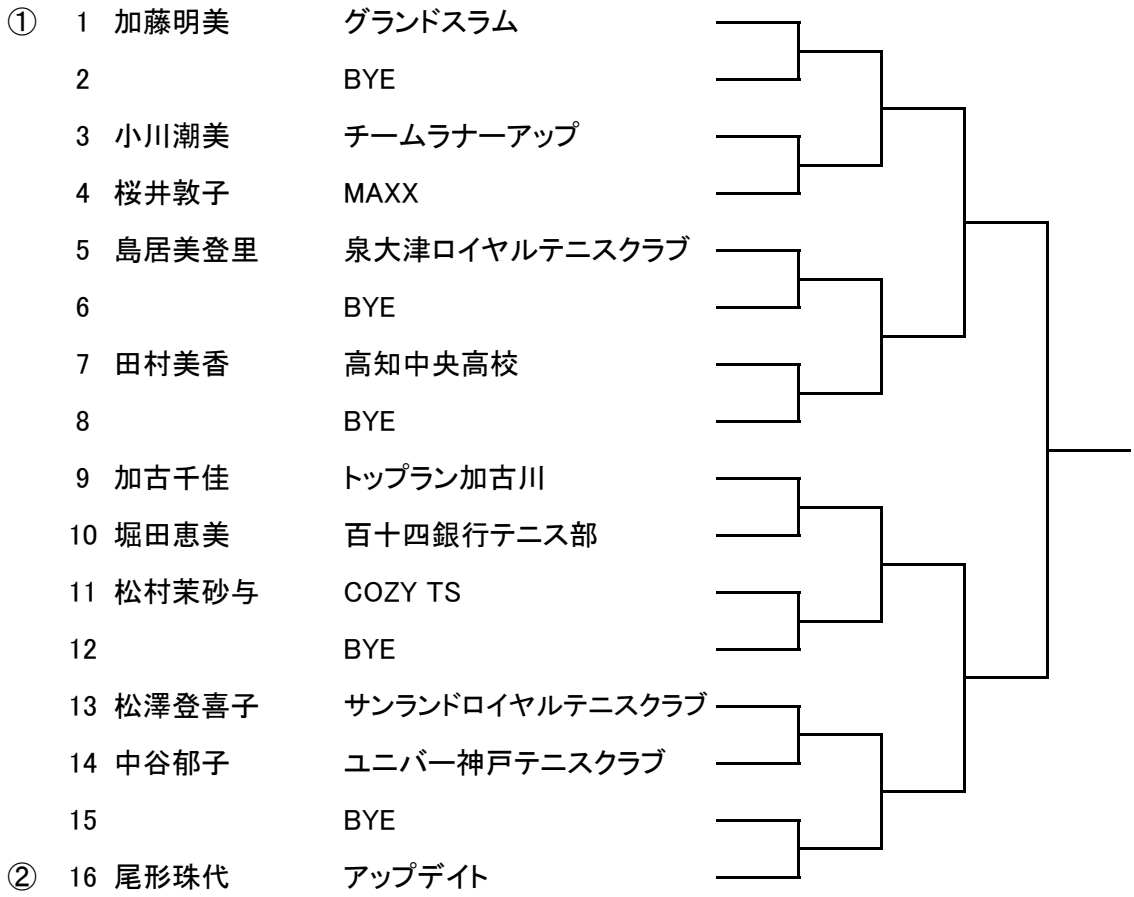 ① 1 加藤明美 グランドスラム
2 BYE
3 小川潮美 チームラナーアップ
4 桜井敦子 MAXX
5 島居美登里 泉大津ロイヤルテニスクラブ
6 BYE
7 田村美香 高知中央高校
8 BYE
9 加古千佳 トップラン加古川
10 堀田恵美 百十四銀行テニス部
11 松村茉砂与 COZY TS
12 BYE
13 松澤登喜子 サンランドロイヤルテニスクラブ
14 中谷郁子 ユニバー神戸テニスクラブ
15 BYE
② 16 尾形珠代 アップデイト